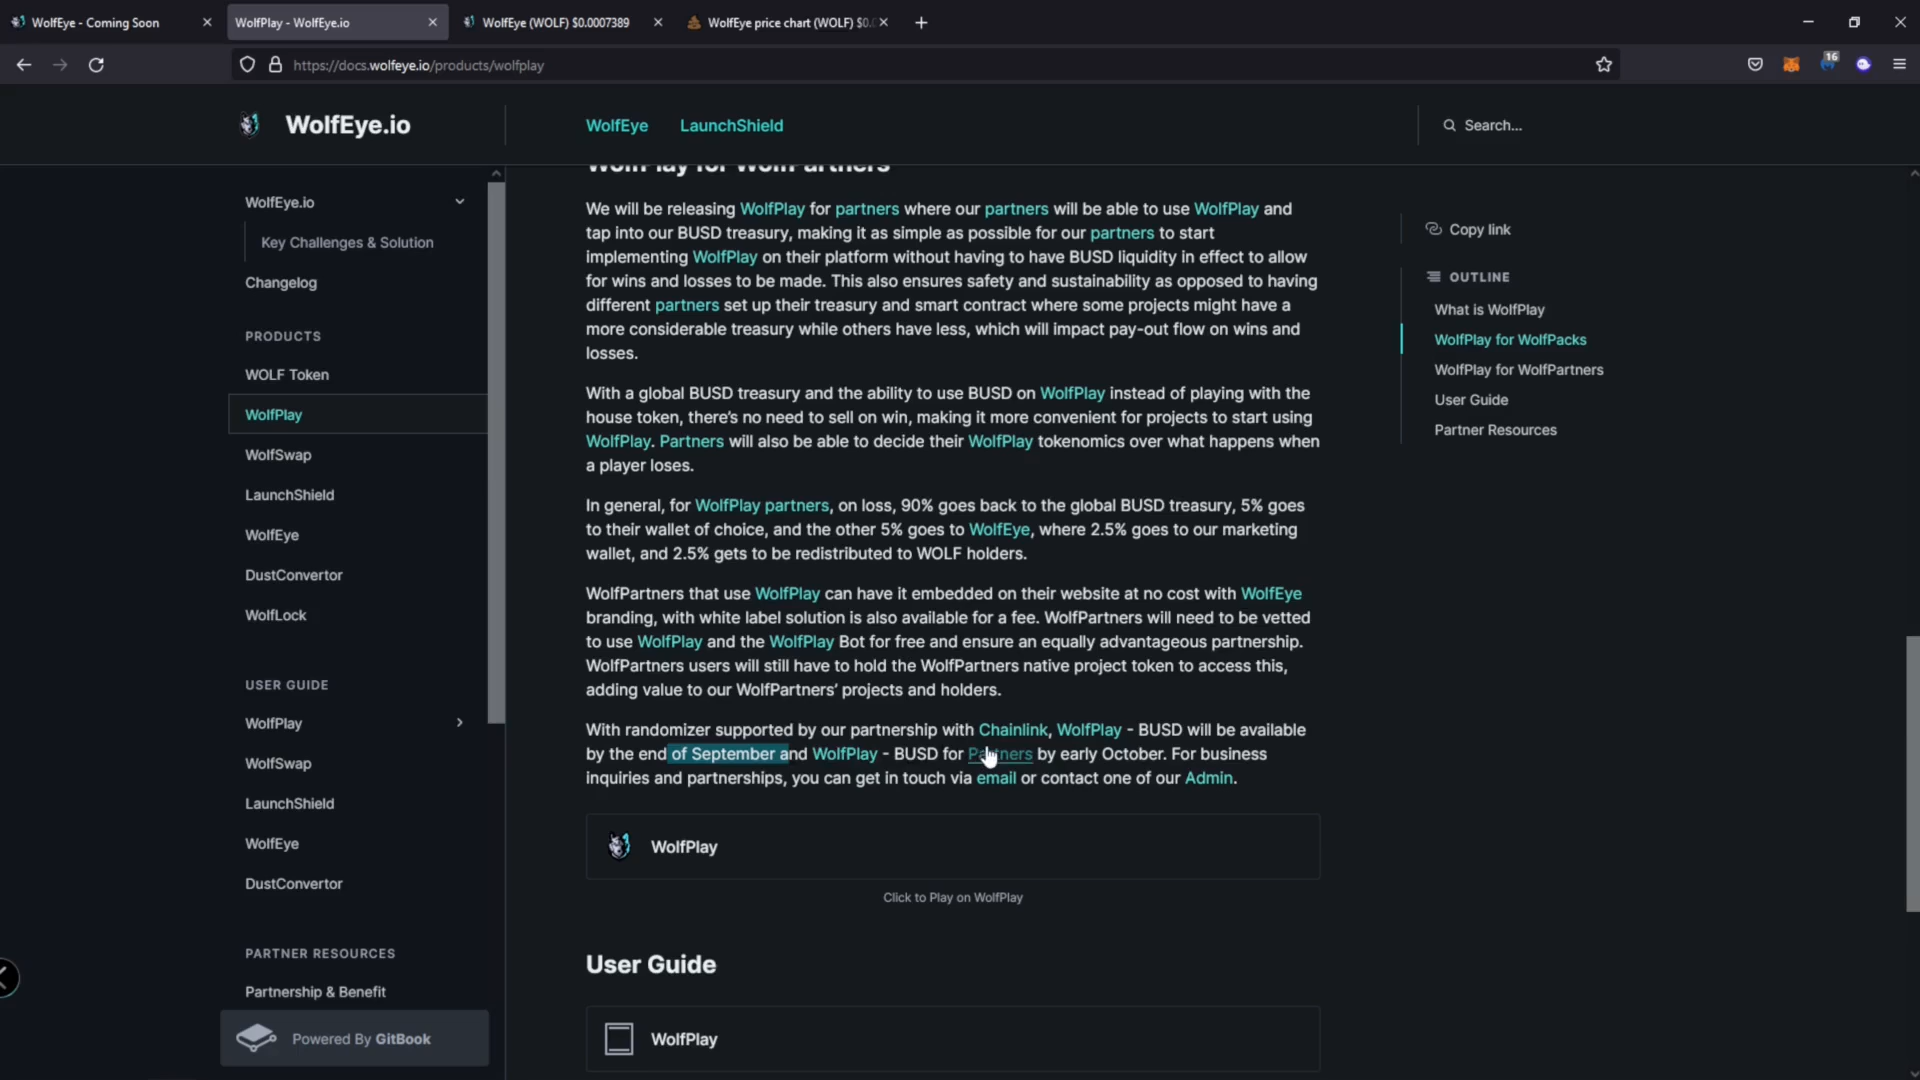 WolfEye - Coming Soon
WolfPlay - WolfEye.io
WolfEye (WOLF) $0.0007389
WolfEye price chart (WOLF) $0.
https://docs.wolfeye.io/products/wolfplay
16
WolfEye.io
WolfEye
LaunchShield
Search...
WolfEye.io
Key Challenges & Solution
Changelog
PRODUCTS
WOLF Token
WolfPlay
WolfSwap
LaunchShield
WolfEye
DustConvertor
WolfLock
USER GUIDE
WolfPlay
WolfSwap
LaunchShield
WolfEye
DustConvertor
PARTNER RESOURCES
Partnership & Benefit
Powered By GitBook
WolfPlay for WolfPartners
We will be releasing WolfPlay for partners where our partners will be able to use WolfPlay and
tap into our BUSD treasury, making it as simple as possible for our partners to start
implementing WolfPlay on their platform without having to have BUSD liquidity in effect to allow
for wins and losses to be made. This also ensures safety and sustainability as opposed to having
different partners set up their treasury and smart contract where some projects might have a
more considerable treasury while others have less, which will impact pay-out flow on wins and
losses.
With a global BUSD treasury and the ability to use BUSD on WolfPlay instead of playing with the
house token, there's no need to sell on win, making it more convenient for projects to start using
WolfPlay. Partners will also be able to decide their WolfPlay tokenomics over what happens when
a player loses.
In general, for WolfPlay partners, on loss, 90% goes back to the global BUSD treasury, 5% goes
to their wallet of choice, and the other 5% goes to WolfEye, where 2.5% goes to our marketing
wallet, and 2.5% gets to be redistributed to WOLF holders.
WolfPartners that use WolfPlay can have it embedded on their website at no cost with WolfEye
branding, with white label solution is also available for a fee. WolfPartners will need to be vetted
to use WolfPlay and the WolfPlay Bot for free and ensure an equally advantageous partnership.
WolfPartners users will still have to hold the WolfPartners native project token to access this,
adding value to our WolfPartners' projects and holders.
With randomizer supported by our partnership with Chainlink, WolfPlay - BUSD will be available
by the end of September and WolfPlay - BUSD for Partners by early October. For business
inquiries and partnerships, you can get in touch via email or contact one of our Admin.
WolfPlay
Click to Play on WolfPlay
User Guide
WolfPlay
Copy link
OUTLINE
What is WolfPlay
WolfPlay for WolfPacks
WolfPlay for WolfPartners
User Guide
Partner Resources